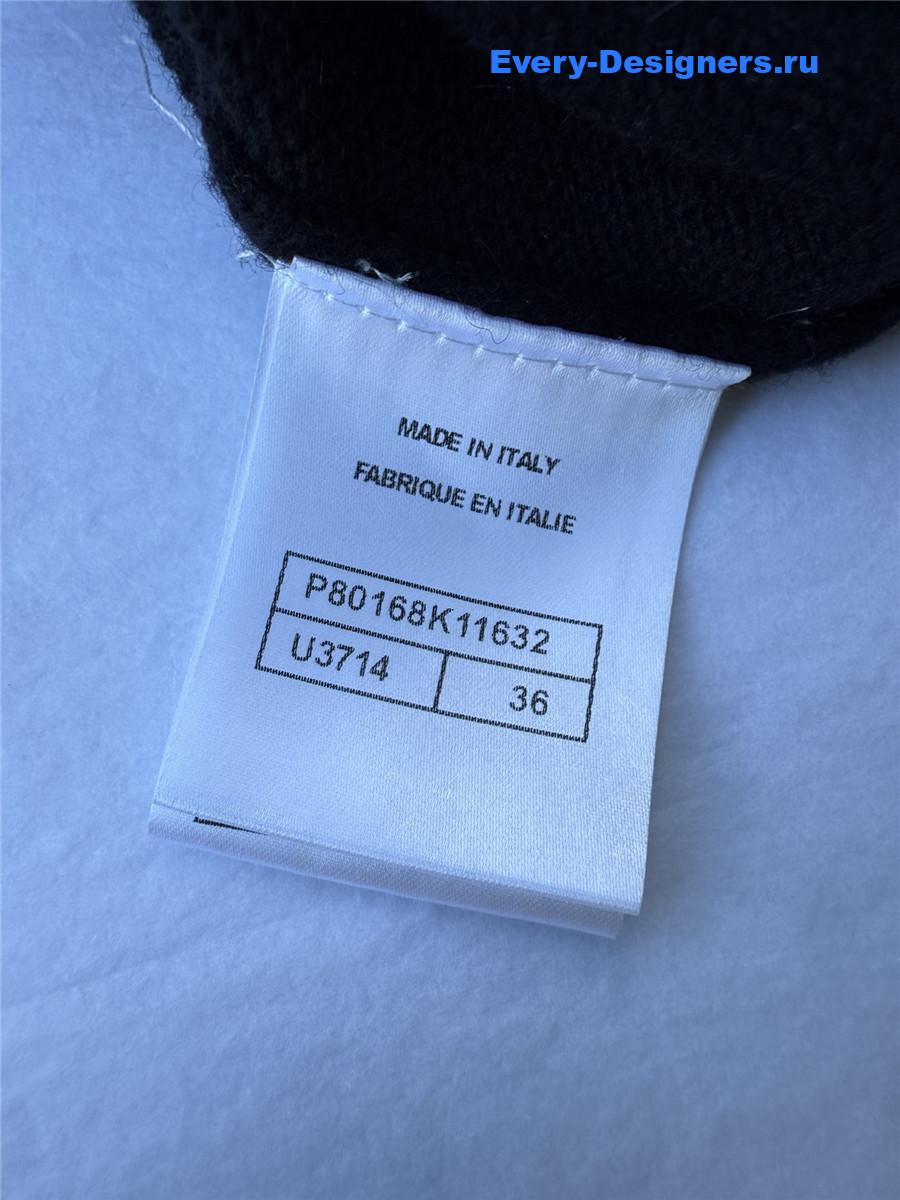 Every-Designers.ru
MADE IN ITALY
FABRIQUE EN ITALIE
P80168K11632
U3714 36